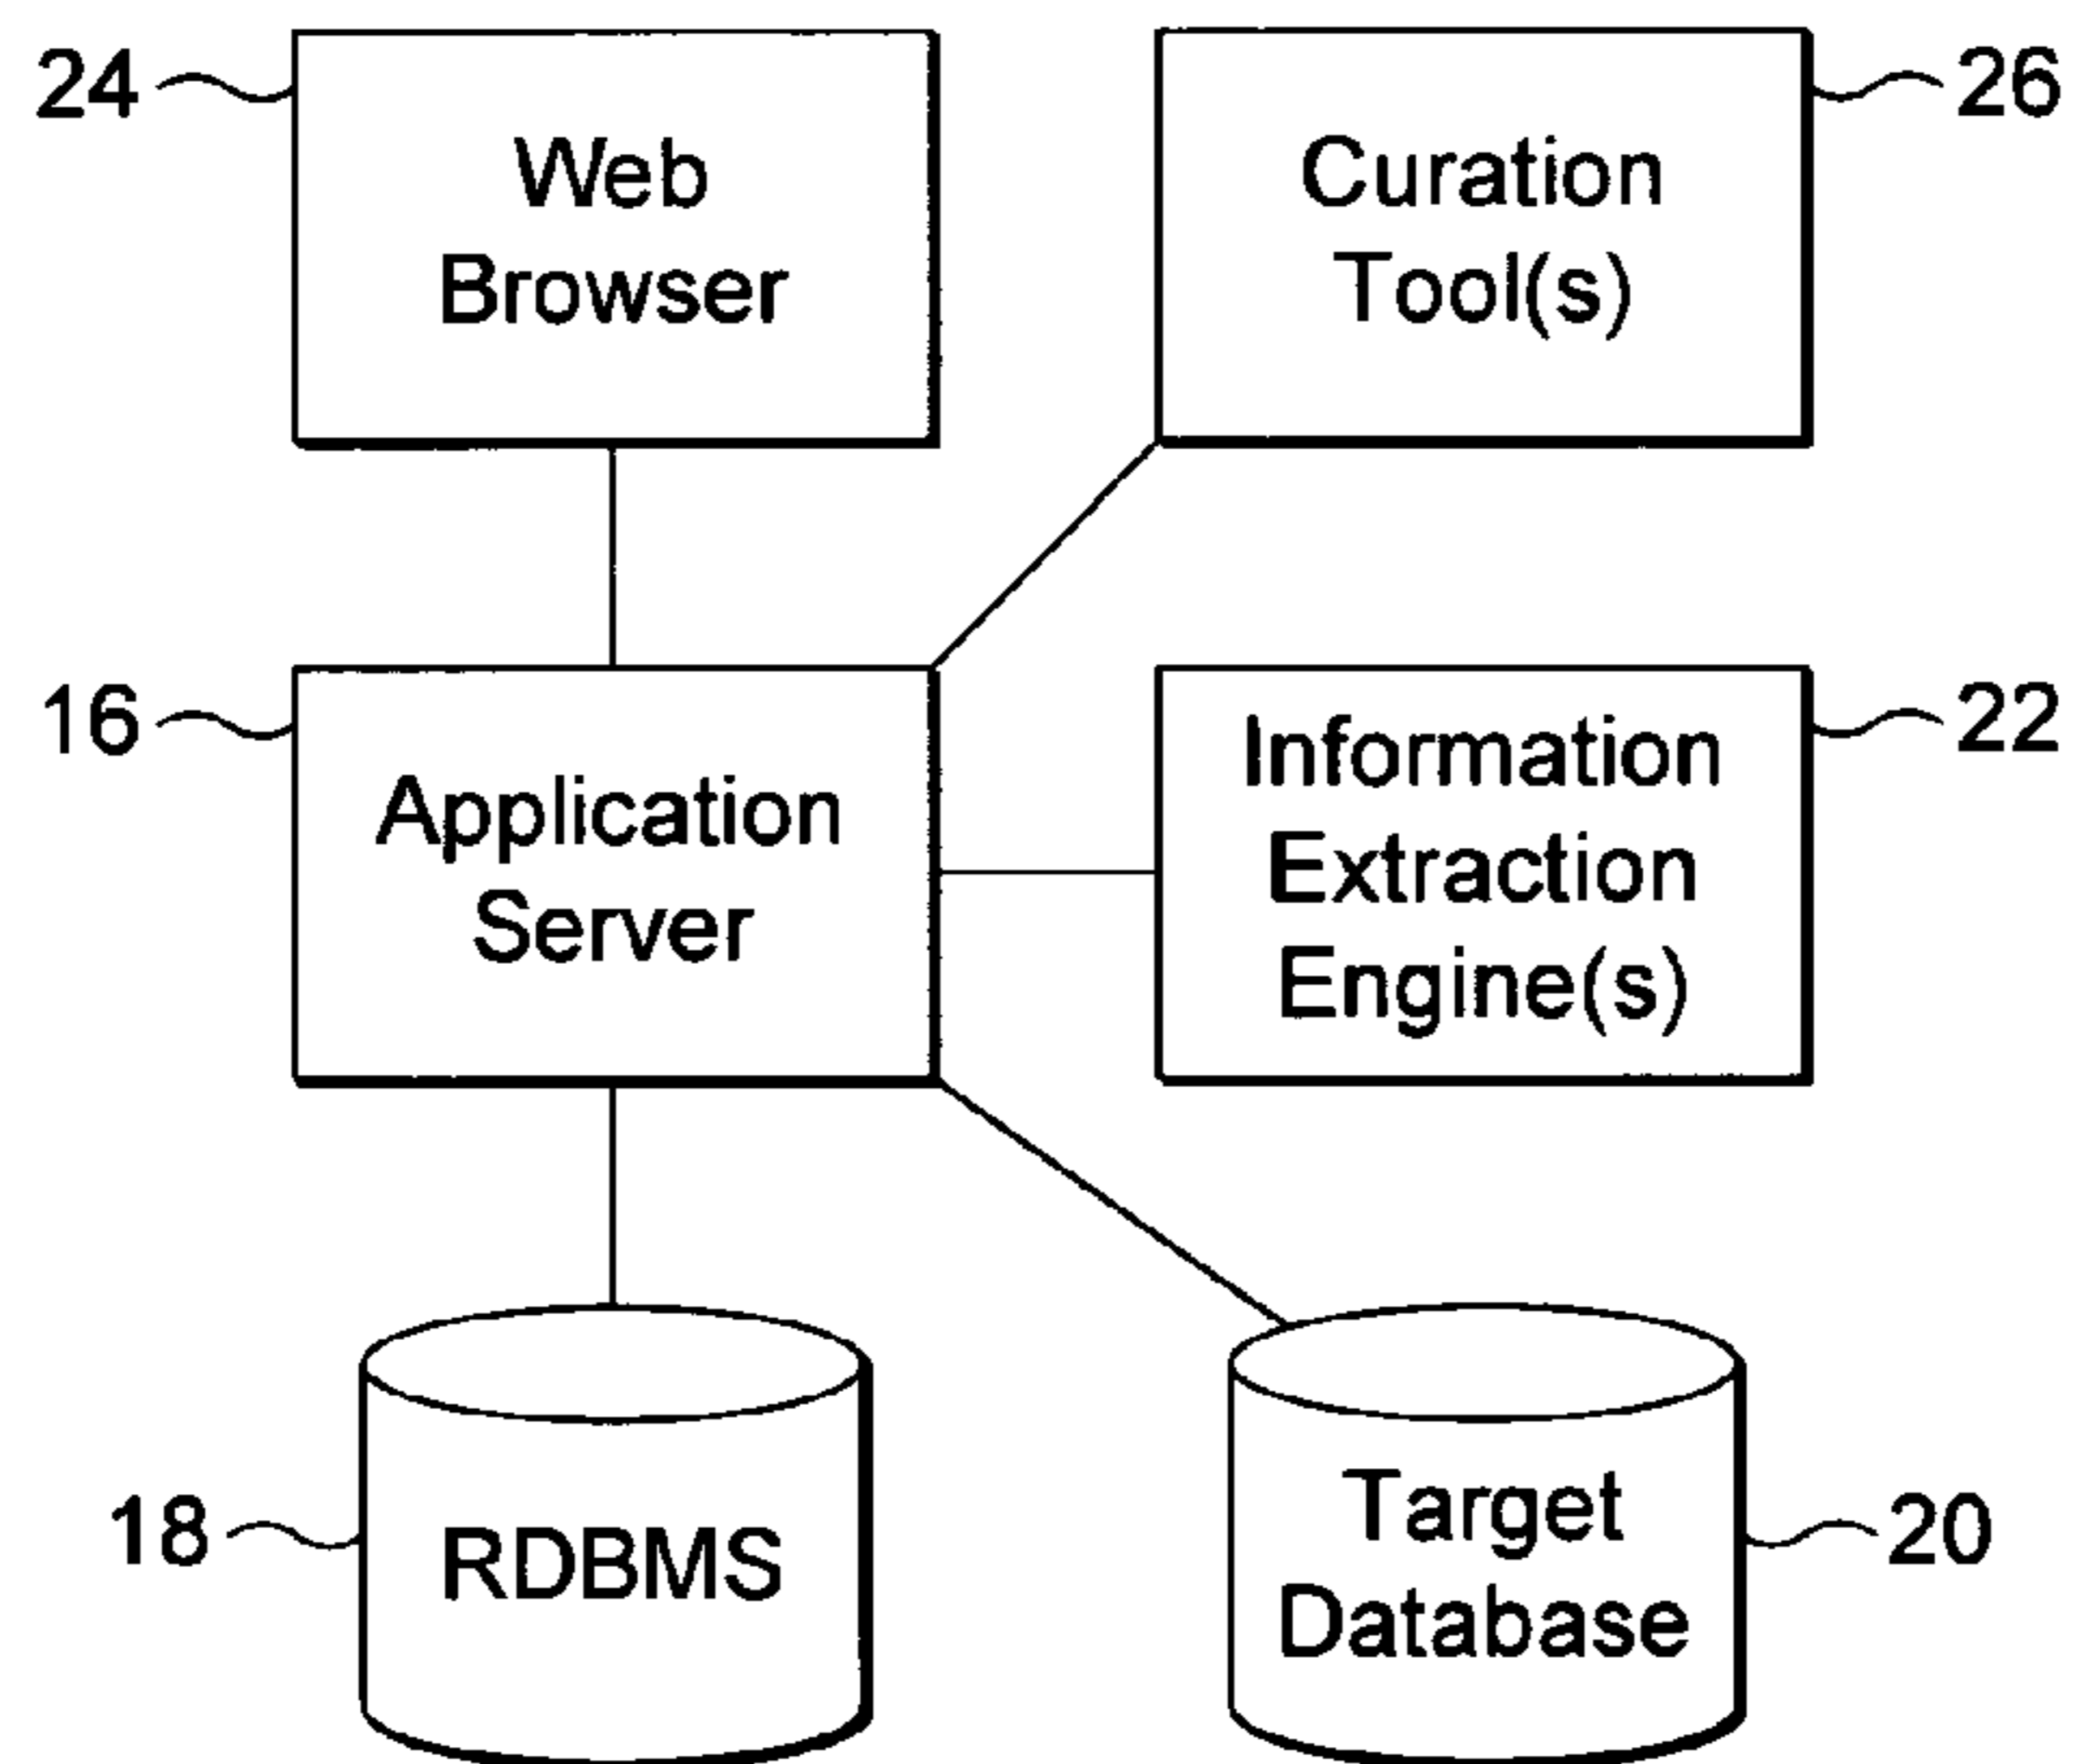 24
Web
Browser
26
Curation
Tool(s)
16
Application
Server
22
Information
Extraction
Engine(s)
18
RDBMS
20
Target
Database